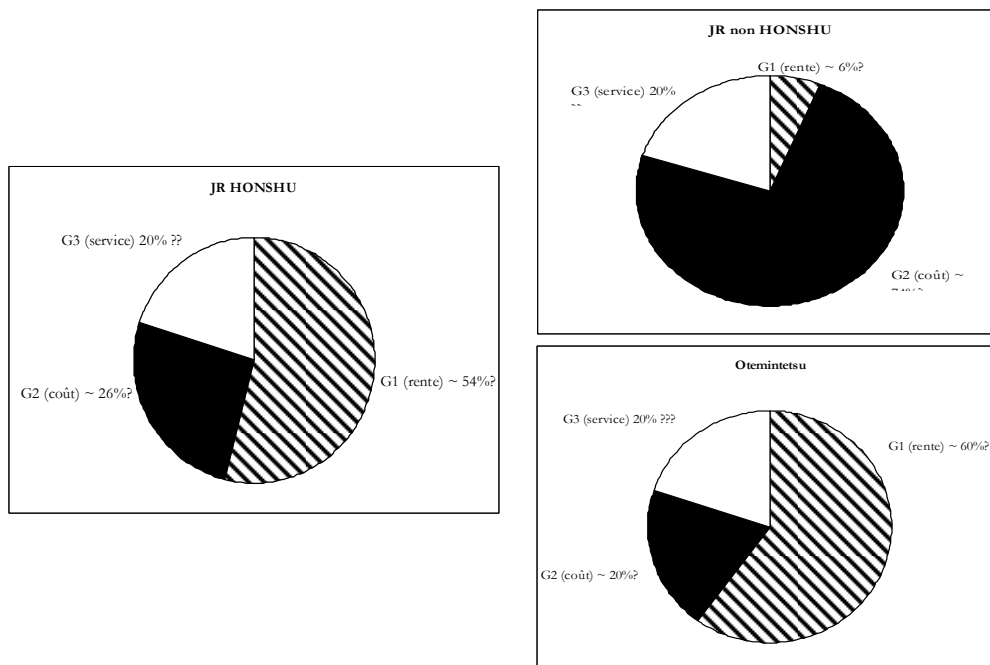 JR HONSHU
G3 (service) 20% ??
G1 (rente) ~ 54%?
G2 (coût) ~ 26%?
JR non HONSHU
G1 (rente) ~ 6%?
G3 (service) 20%
G2 (coût) ~
Otemintetsu
G3 (service) 20% ???
G1 (rente) ~ 60%?
G2 (coût) ~ 20%?